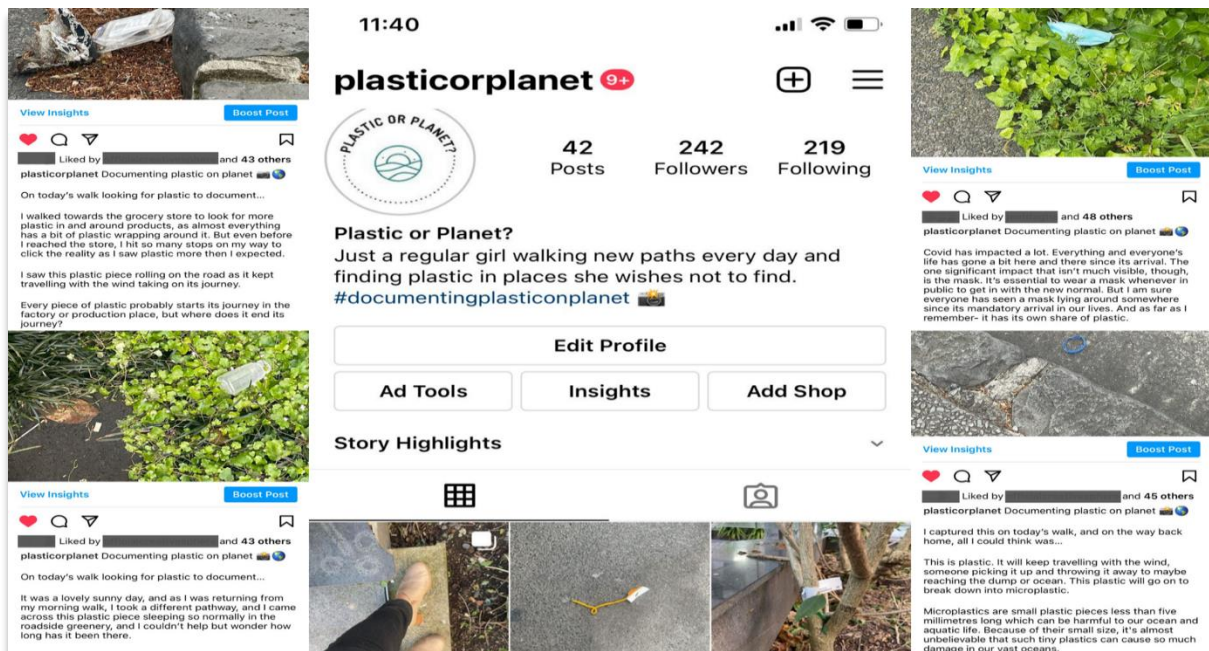 View Insights
Boost Post
Liked by
and 43 others
plasticorplanet Documenting plastic on planet 📸🌎
On today's walk looking for plastic to document...
I walked towards the grocery store to look for more
plastic in and around products, as almost everything
has a bit of plastic wrapping around it. But even before
I reached the store, I hit so many stops on my way to
click the reality as I saw plastic more then I expected.
I saw this plastic piece rolling on the road as it kept
travelling with the wind taking on its journey.
Every piece of plastic probably starts its journey in the
factory or production place, but where does it end its
journey?
View Insights
Boost Post
Liked by
and 43 others
plasticorplanet Documenting plastic on planet 📸🌎
On today's walk looking for plastic to document...
It was a lovely sunny day, and as I was returning from
my morning walk, I took a different pathway, and I came
across this plastic piece sleeping so normally in the
roadside greenery, and I couldn't help but wonder how
long has it been there.
11:40
plasticorplanet 9+
PLASTIC OR PLANET?
42 242 219
Posts Followers Following
Plastic or Planet?
Just a regular girl walking new paths every day and
finding plastic in places she wishes not to find.
#documentingplasticonplanet 📸
Edit Profile
Ad Tools
Insights
Add Shop
Story Highlights
View Insights
Boost Post
Liked by
and 48 others
plasticorplanet Documenting plastic on planet 📸🌎
Covid has impacted a lot. Everything and everyone's
life has gone a bit here and there since its arrival. The
one significant impact that isn't much visible, though,
is the mask. It's essential to wear a mask whenever in
public to get in with the new normal. But I am sure
everyone has seen a mask lying around somewhere
since its mandatory arrival in our lives. And as far as I
remember- it has its own share of plastic.
View Insights
Boost Post
Liked by
and 45 others
plasticorplanet Documenting plastic on planet 📸🌎
I captured this on today's walk, and on the way back
home, all I could think was...
This is plastic. It will keep travelling with the wind,
someone picking it up and throwing it away to maybe
reaching the dump or ocean. This plastic will go on to
break down into microplastic.
Microplastics are small plastic pieces less than five
millimetres long which can be harmful to our ocean and
aquatic life. Because of their small size, it's almost
unbelievable that such tiny plastics can cause so much
damage in our vast oceans.